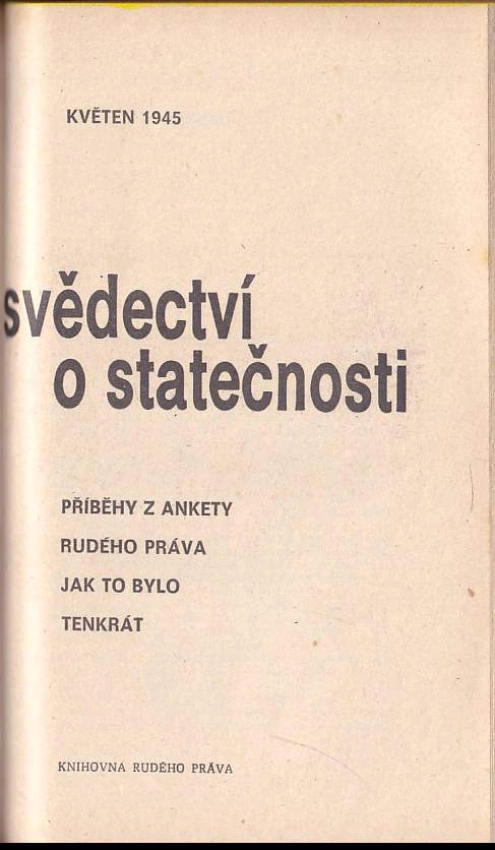 KVĚTEN 1945
svědectví
o statečnosti
PŘÍBĚHY Z ANKETY
RUDÉHO PRÁVA
JAK TO BYLO
TENKRÁT
KNIHOVNA RUDÉHO PRÁVA